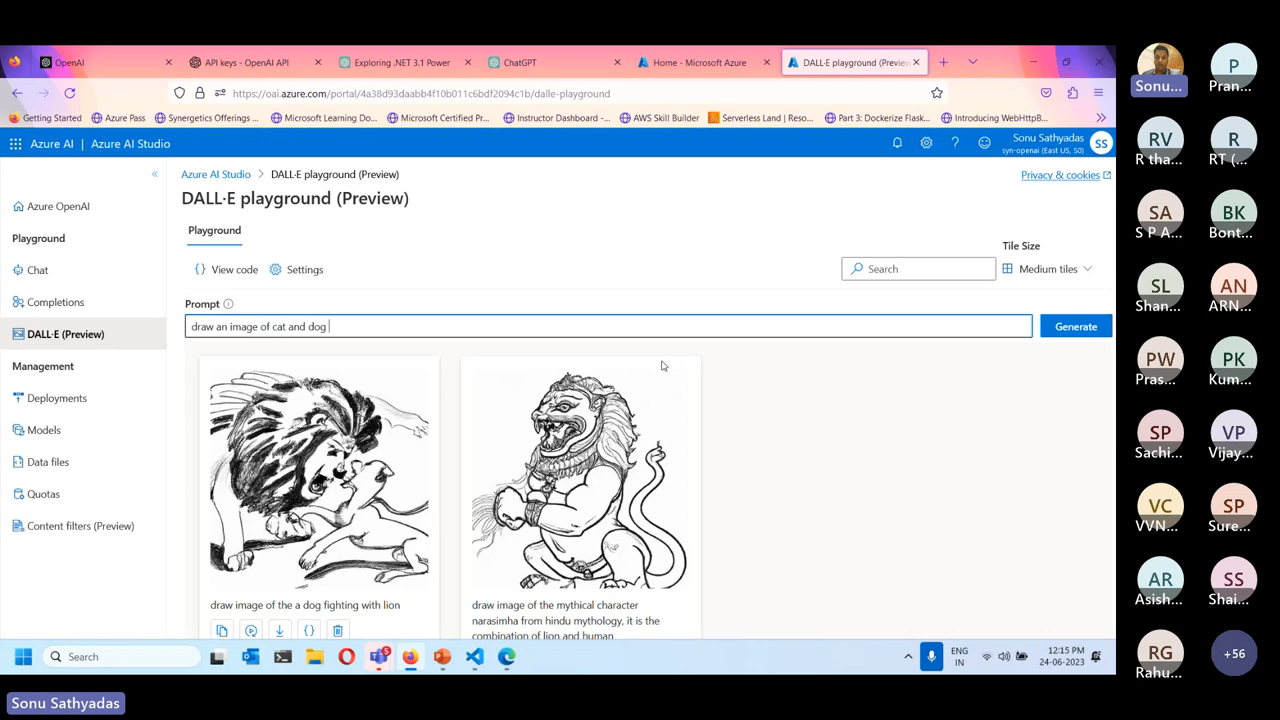 OpenAI
API keys - OpenAI API
Exploring .NET 3.1 Power
ChatGPT
Home - Microsoft Azure
DALL·E playground (Preview
https://oai.azure.com/portal/4a38d93daabb4f10b011c6bdf2094c1b/dalle-playground
Getting Started
Azure Pass
Synergetics Offerings ...
Microsoft Learning Do...
Microsoft Certified Pr...
Instructor Dashboard -...
AWS Skill Builder
Serverless Land | Reso...
Part 3: Dockerize Flask...
Introducing WebHttpB...
Azure AI | Azure AI Studio
Sonu Sathyadas
syn-openai (East US, S0)
SS
Azure AI Studio > DALL·E playground (Preview)
Privacy & cookies
DALL·E playground (Preview)
Azure OpenAI
Playground
Chat
Completions
DALL·E (Preview)
Management
Deployments
Models
Data files
Quotas
Content filters (Preview)
Playground
{ } View code
Settings
Search
Tile Size
Medium tiles
Prompt
draw an image of cat and dog
Generate
draw image of the a dog fighting with lion
draw image of the mythical character
narasimha from hindu mythology, it is the
combination of lion and human
Search
5
ENG
IN
12:15 PM
24-06-2023
Sonu Sathyadas
Sonu...
P
Pran...
RV
R tha...
R
RT (...
SA
S P A...
BK
Bont...
SL
Shan...
AN
ARN...
PW
Pras...
PK
Kum...
SP
Sachi...
VP
Vijay...
VC
VVN...
SP
Sure...
AR
Asish...
SS
Shai...
RG
Rahu...
+56